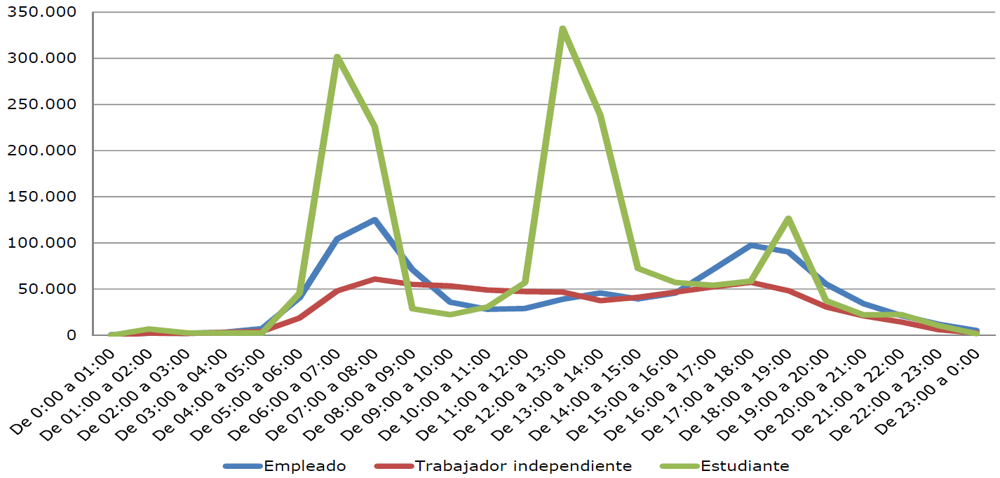 350.000
300.000
250.000
200.000
150.000
100.000
50.000
0
De 0:00 a 01:00
De 01:00 a 02:00
De 02:00 a 03:00
De 03:00 a 04:00
De 04:00 a 05:00
De 05:00 a 06:00
De 06:00 a 07:00
De 07:00 a 08:00
De 08:00 a 09:00
De 09:00 a 10:00
De 10:00 a 11:00
De 11:00 a 12:00
De 12:00 a 13:00
De 13:00 a 14:00
De 14:00 a 15:00
De 15:00 a 16:00
De 16:00 a 17:00
De 17:00 a 18:00
De 18:00 a 19:00
De 19:00 a 20:00
De 20:00 a 21:00
De 21:00 a 22:00
De 22:00 a 23:00
De 23:00 a 0:00
Empleado Trabajador independiente Estudiante